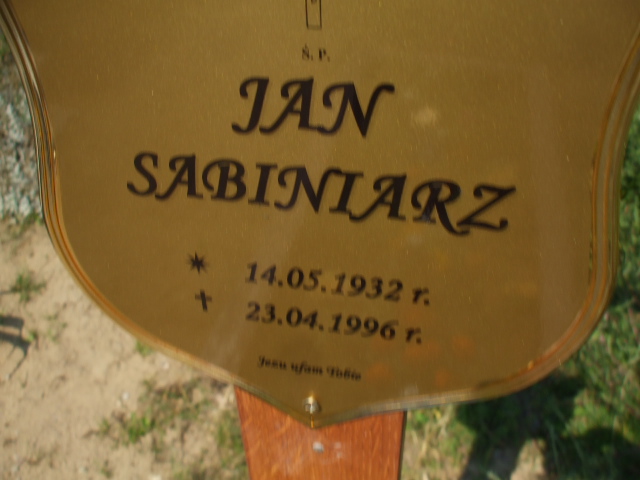 Ś. P.
JAN
SABINIARZ
14.05.1932 r.
23.04.1996 r.
Jezu ufam Tobie